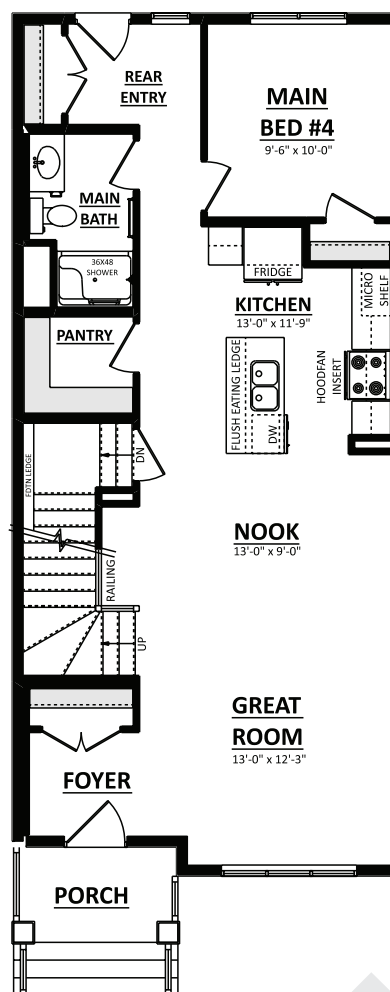 REAR
ENTRY
MAIN
BED #4
9'-6" x 10'-0"
MAIN
BATH
36X48
SHOWER
FRIDGE
MICRO
SHELF
KITCHEN
13'-0" x 11'-9"
PANTRY
FLUSH EATING LEDGE
DW
HOODFAN
INSERT
FDTN LEDGE
DN
NOOK
13'-0" x 9'-0"
RAILING
UP
GREAT
ROOM
13'-0" x 12'-3"
FOYER
PORCH